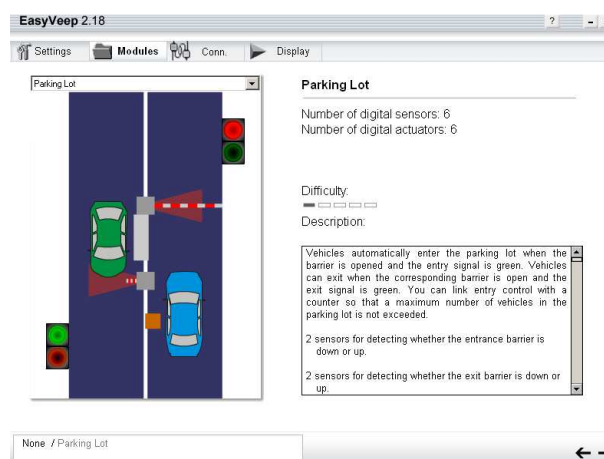 EasyVeep 2.18
? -
Settings Modules Conn. Display
Parking Lot
Parking Lot
Number of digital sensors: 6
Number of digital actuators: 6
Difficulty:
Description:
Vehicles automatically enter the parking lot when the
barrier is opened and the entry signal is green. Vehicles
can exit when the corresponding barrier is open and the
exit signal is green. You can link entry control with a
counter so that a maximum number of vehicles in the
parking lot is not exceeded.
2 sensors for detecting whether the entrance barrier is
down or up.
2 sensors for detecting whether the exit barrier is down or
up.
None / Parking Lot